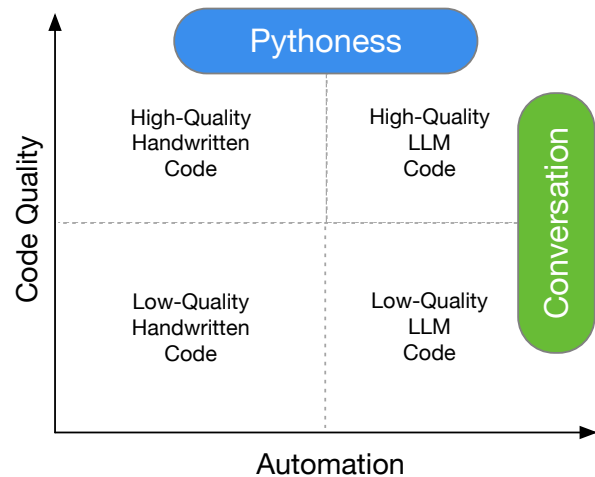 Pythoness
High-Quality
Handwritten
Code
High-Quality
LLM
Code
Conversation
Code Quality
Low-Quality
Handwritten
Code
Low-Quality
LLM
Code
Automation